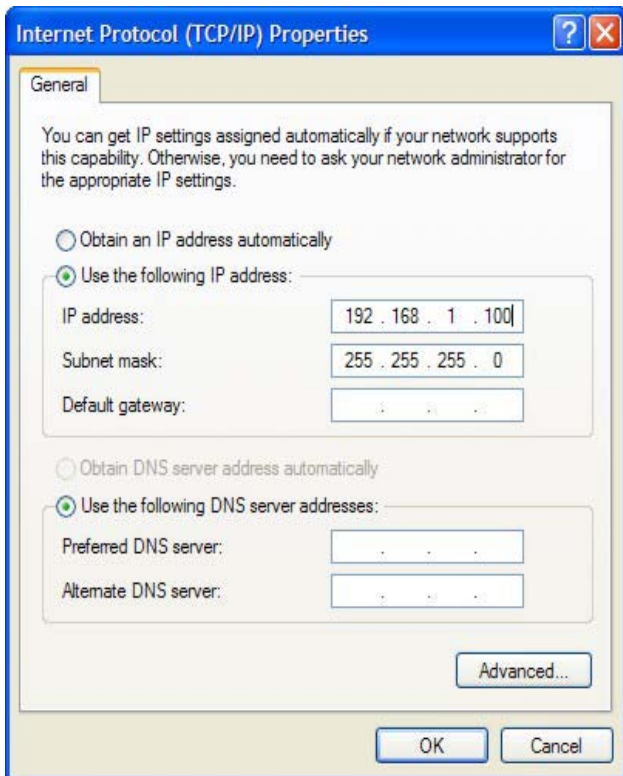 Internet Protocol (TCP/IP) Properties
General
You can get IP settings assigned automatically if your network supports
this capability. Otherwise, you need to ask your network administrator for
the appropriate IP settings.
Obtain an IP address automatically
Use the following IP address:
IP address: 192 . 168 . 1 . 100
Subnet mask: 255 . 255 . 255 . 0
Default gateway: . . .
Obtain DNS server address automatically
Use the following DNS server addresses:
Preferred DNS server: . . .
Alternate DNS server: . . .
Advanced...
OK Cancel